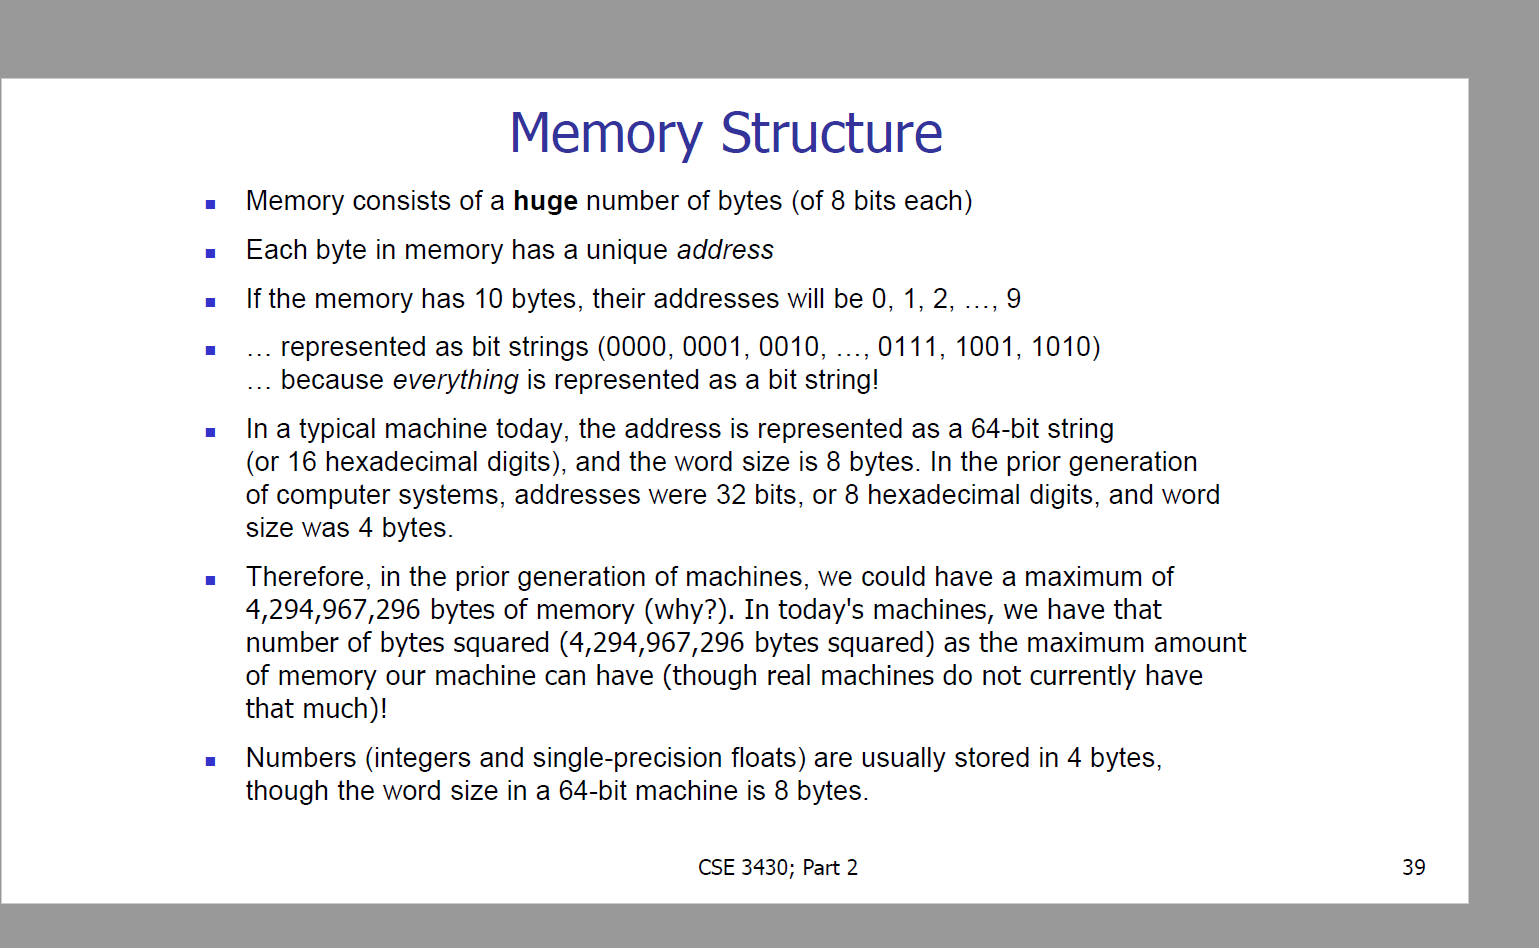 Memory Structure
Memory consists of a huge number of bytes (of 8 bits each)
Each byte in memory has a unique address
If the memory has 10 bytes, their addresses will be 0, 1, 2, …, 9
… represented as bit strings (0000, 0001, 0010, …, 0111, 1001, 1010)
… because everything is represented as a bit string!
In a typical machine today, the address is represented as a 64-bit string
(or 16 hexadecimal digits), and the word size is 8 bytes. In the prior generation
of computer systems, addresses were 32 bits, or 8 hexadecimal digits, and word
size was 4 bytes.
Therefore, in the prior generation of machines, we could have a maximum of
4,294,967,296 bytes of memory (why?). In today's machines, we have that
number of bytes squared (4,294,967,296 bytes squared) as the maximum amount
of memory our machine can have (though real machines do not currently have
that much)!
Numbers (integers and single-precision floats) are usually stored in 4 bytes,
though the word size in a 64-bit machine is 8 bytes.
CSE 3430; Part 2
39